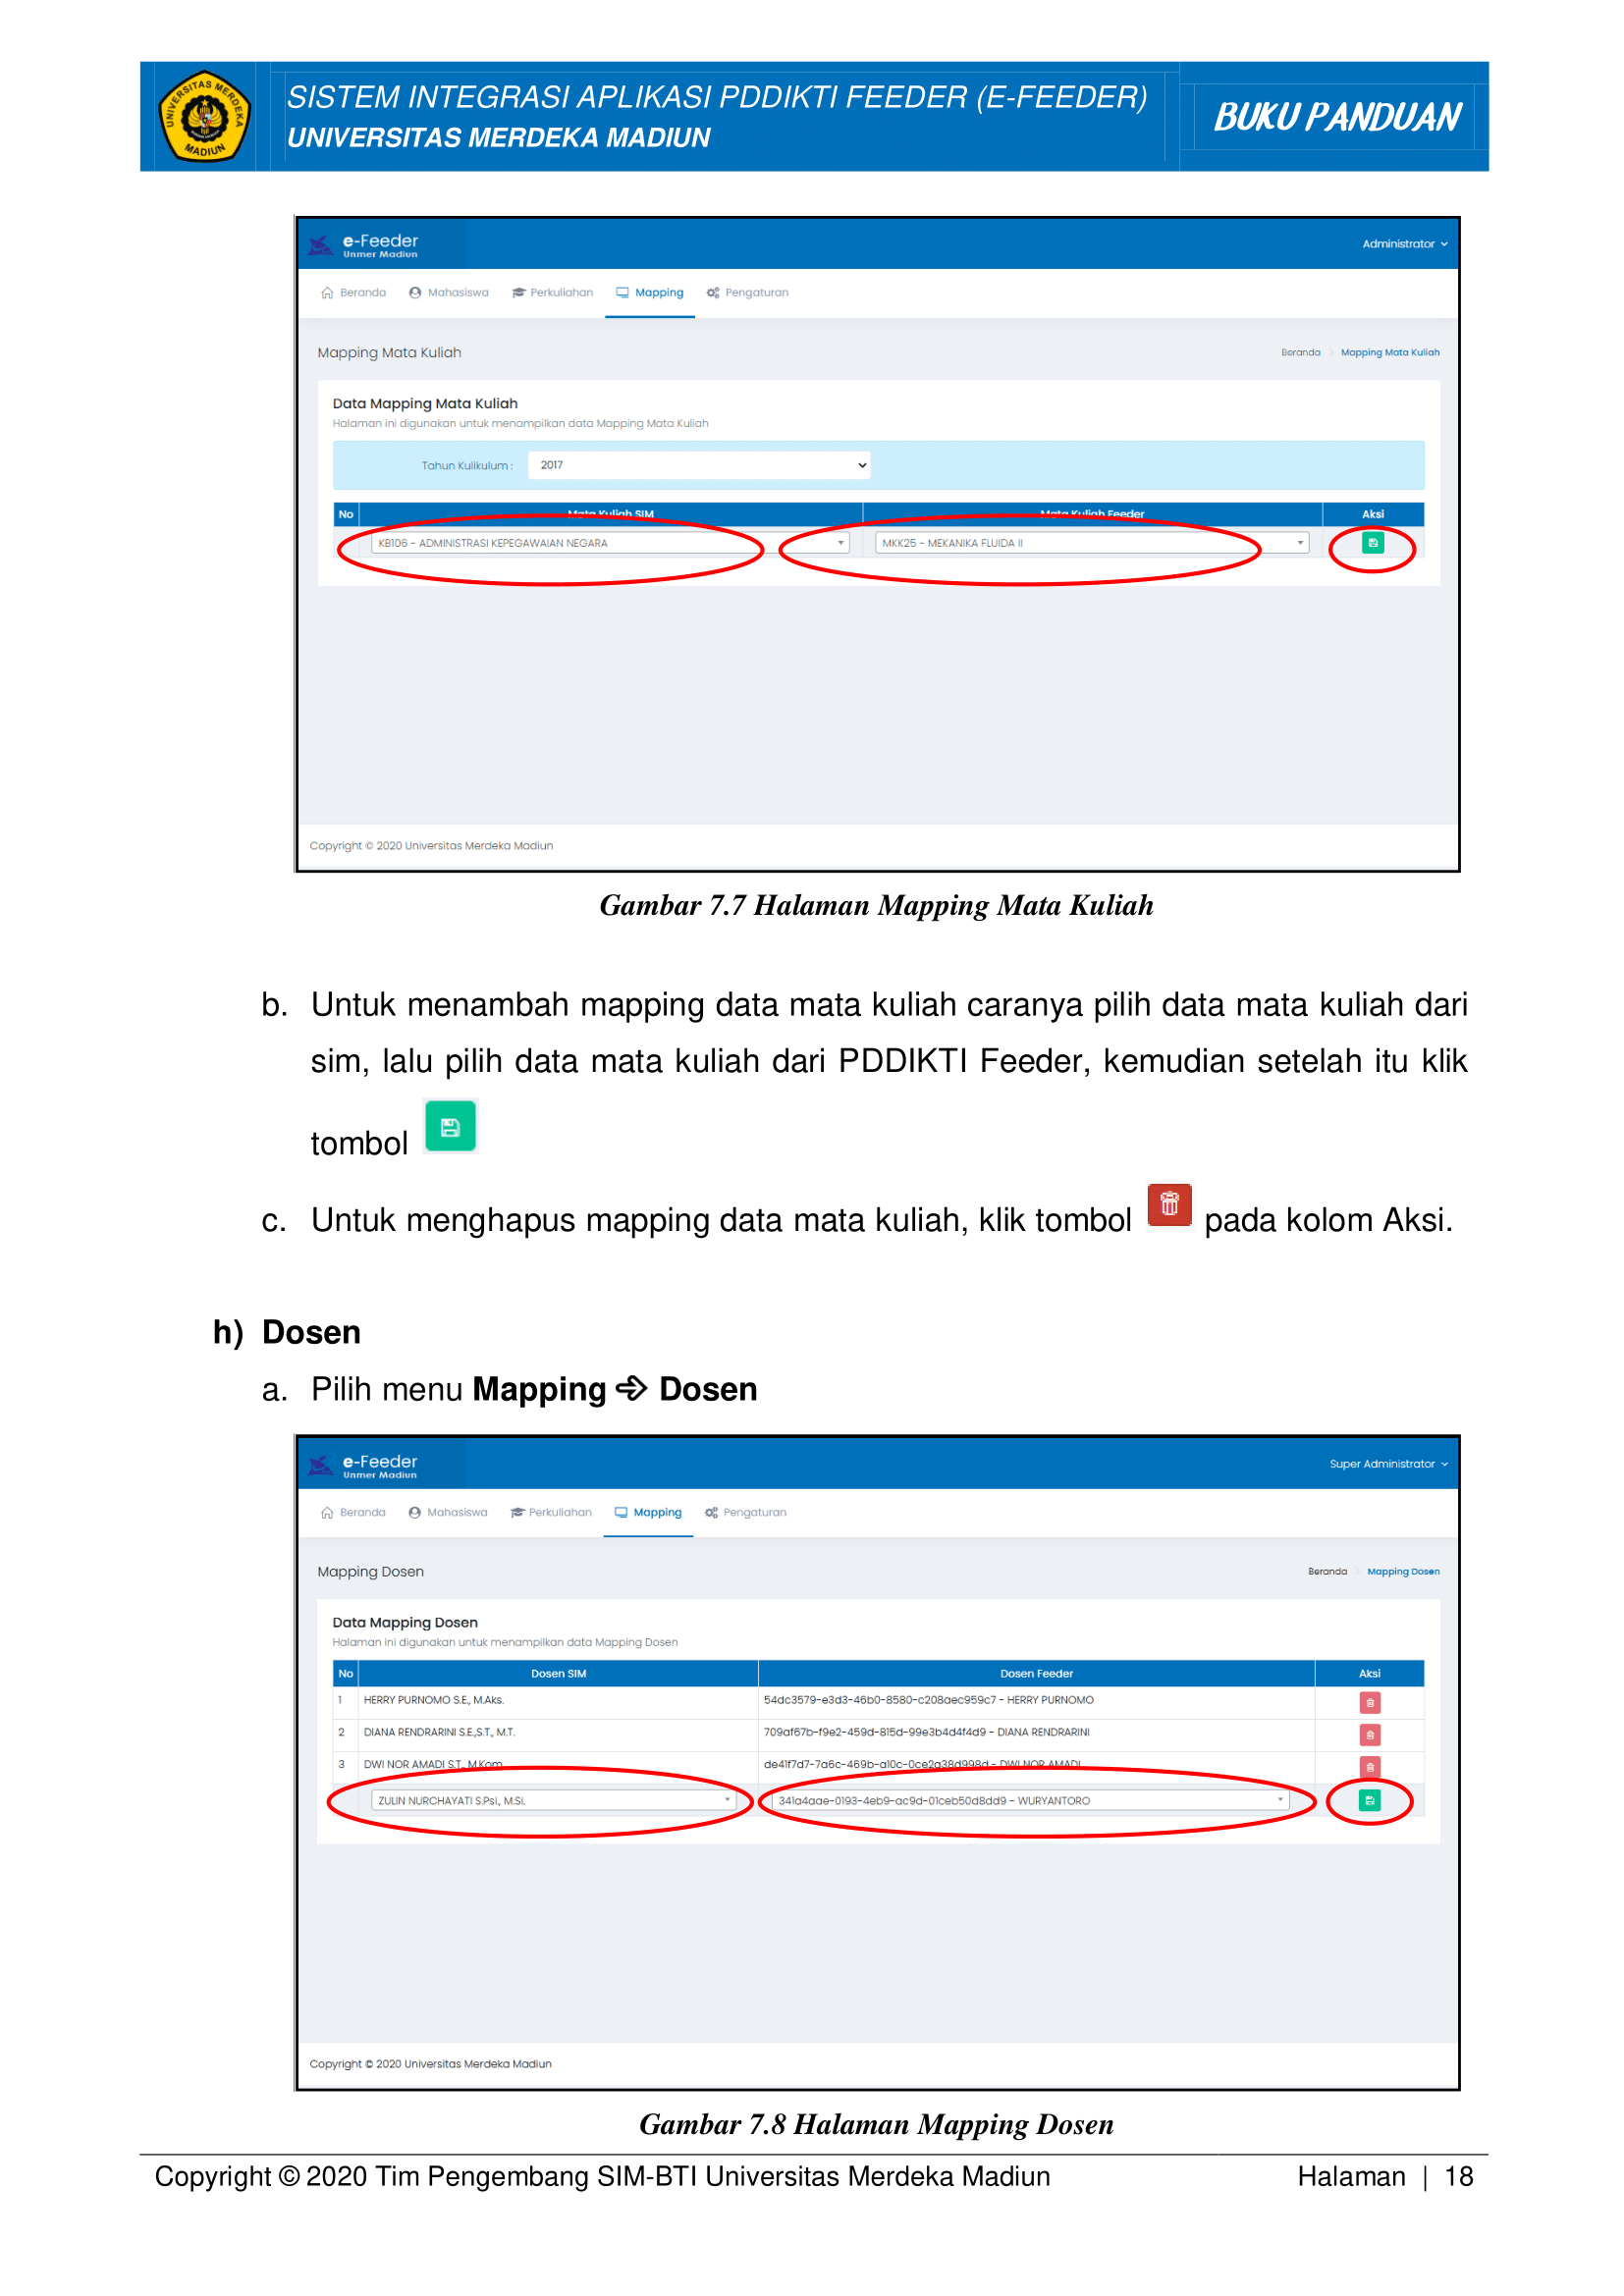 UNIVERSITAS MERDEKA
MADIUN
SISTEM INTEGRASI APLIKASI PDDIKTI FEEDER (E-FEEDER)
UNIVERSITAS MERDEKA MADIUN
BUKU PANDUAN
e-Feeder
Unmer Madiun
Administrator
Beranda Mahasiswa Perkuliahan Mapping Pengaturan
Mapping Mata Kuliah
Beranda > Mapping Mata Kuliah
Data Mapping Mata Kuliah
Halaman ini digunakan untuk menampilkan data Mapping Mata Kuliah
Tahun Kulikulum : 2017
No Mata Kuliah SIM Mata Kuliah Feeder Aksi
KB106 - ADMINISTRASI KEPEGAWAIAN NEGARA MKK25 - MEKANIKA FLUIDA II
Copyright © 2020 Universitas Merdeka Madiun
Gambar 7.7 Halaman Mapping Mata Kuliah
b. Untuk menambah mapping data mata kuliah caranya pilih data mata kuliah dari
sim, lalu pilih data mata kuliah dari PDDIKTI Feeder, kemudian setelah itu klik
tombol
c. Untuk menghapus mapping data mata kuliah, klik tombol pada kolom Aksi.
h) Dosen
a. Pilih menu Mapping Dosen
e-Feeder
Unmer Madiun
Super Administrator
Beranda Mahasiswa Perkuliahan Mapping Pengaturan
Mapping Dosen
Beranda > Mapping Dosen
Data Mapping Dosen
Halaman ini digunakan untuk menampilkan data Mapping Dosen
No Dosen SIM Dosen Feeder Aksi
1 HERRY PURNOMO S.E., M.Aks. 54dc3579-e3d3-46b0-8580-c208aec959c7 - HERRY PURNOMO
2 DIANA RENDRARINI S.E.,S.T., M.T. 709af67b-f9e2-459d-815d-99e3b4d4f4d9 - DIANA RENDRARINI
3 DWI NOR AMADI S.T., M.Kom. de41f7d7-7a6c-469b-a10c-0ce2a38d998d - DWI NOR AMADI
ZULIN NURCHAYATI S.Psi., M.Si. 341a4aae-0193-4eb9-ac9d-01ceb50d8dd9 - WURYANTORO
Copyright © 2020 Universitas Merdeka Madiun
Gambar 7.8 Halaman Mapping Dosen
Copyright © 2020 Tim Pengembang SIM-BTI Universitas Merdeka Madiun Halaman | 18